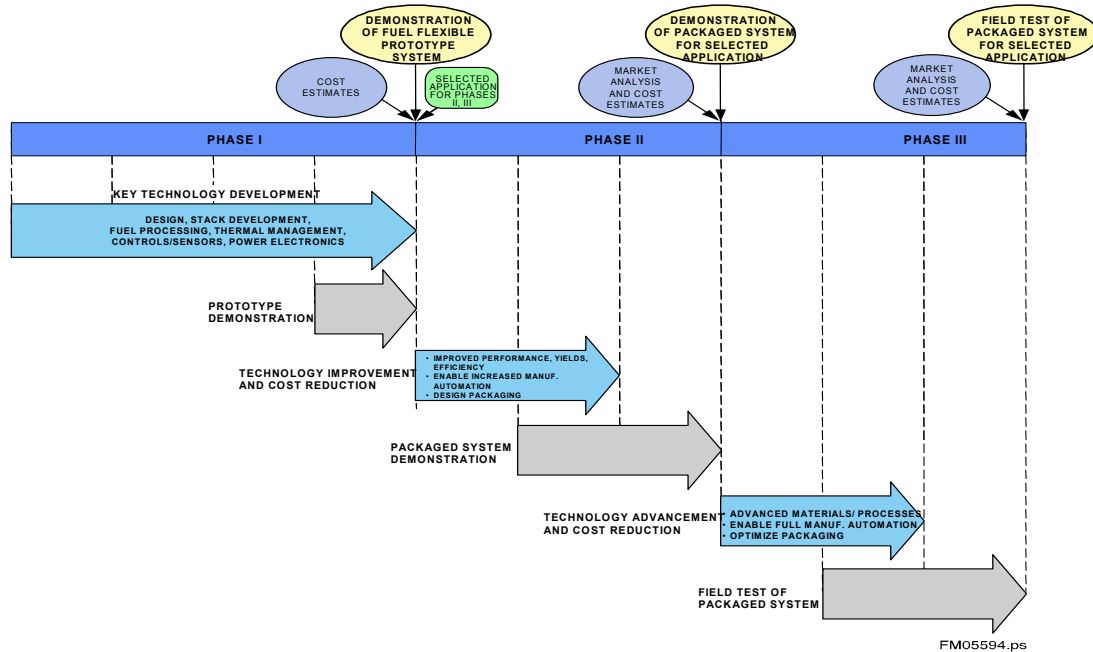 DEMONSTRATION
OF FUEL FLEXIBLE
PROTOTYPE
SYSTEM
DEMONSTRATION
OF PACKAGED SYSTEM
FOR SELECTED
APPLICATION
FIELD TEST OF
PACKAGED SYSTEM
FOR SELECTED
APPLICATION
COST
ESTIMATES
SELECTED
APPLICATION
FOR PHASES
II, III
MARKET
ANALYSIS
AND COST
ESTIMATES
MARKET
ANALYSIS
AND COST
ESTIMATES
PHASE I
PHASE II
PHASE III
KEY TECHNOLOGY DEVELOPMENT
DESIGN, STACK DEVELOPMENT,
FUEL PROCESSING, THERMAL MANAGEMENT,
CONTROLS/SENSORS, POWER ELECTRONICS
PROTOTYPE
DEMONSTRATION
TECHNOLOGY IMPROVEMENT
AND COST REDUCTION
• IMPROVED PERFORMANCE, YIELDS,
EFFICIENCY
• ENABLE INCREASED MANUF.
AUTOMATION
• DESIGN PACKAGING
PACKAGED SYSTEM
DEMONSTRATION
TECHNOLOGY ADVANCEMENT
AND COST REDUCTION
• ADVANCED MATERIALS/ PROCESSES
• ENABLE FULL MANUF. AUTOMATION
• OPTIMIZE PACKAGING
FIELD TEST OF
PACKAGED SYSTEM
FM05594.ps